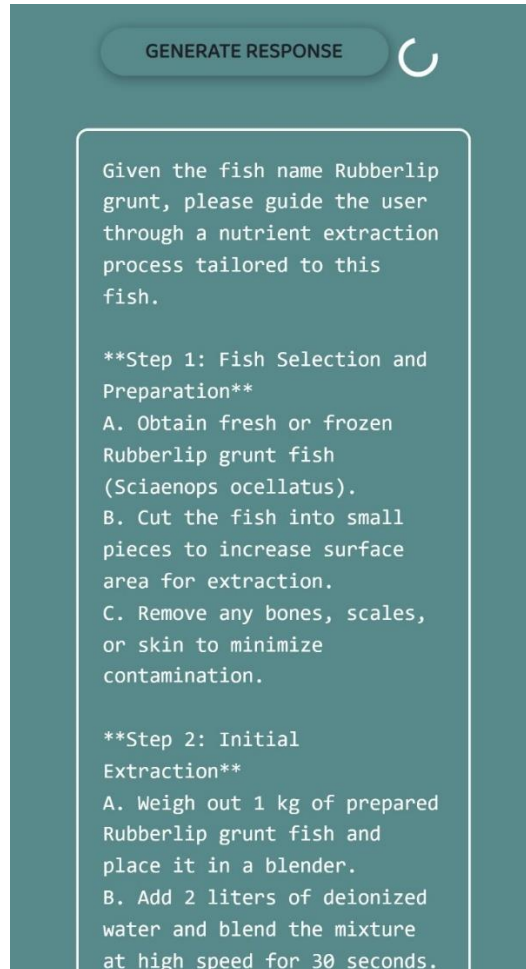 GENERATE RESPONSE
Given the fish name Rubberlip
grunt, please guide the user
through a nutrient extraction
process tailored to this
fish.
**Step 1: Fish Selection and
Preparation**
A. Obtain fresh or frozen
Rubberlip grunt fish
(Sciaenops ocellatus).
B. Cut the fish into small
pieces to increase surface
area for extraction.
C. Remove any bones, scales,
or skin to minimize
contamination.
**Step 2: Initial
Extraction**
A. Weigh out 1 kg of prepared
Rubberlip grunt fish and
place it in a blender.
B. Add 2 liters of deionized
water and blend the mixture
at high speed for 30 seconds.